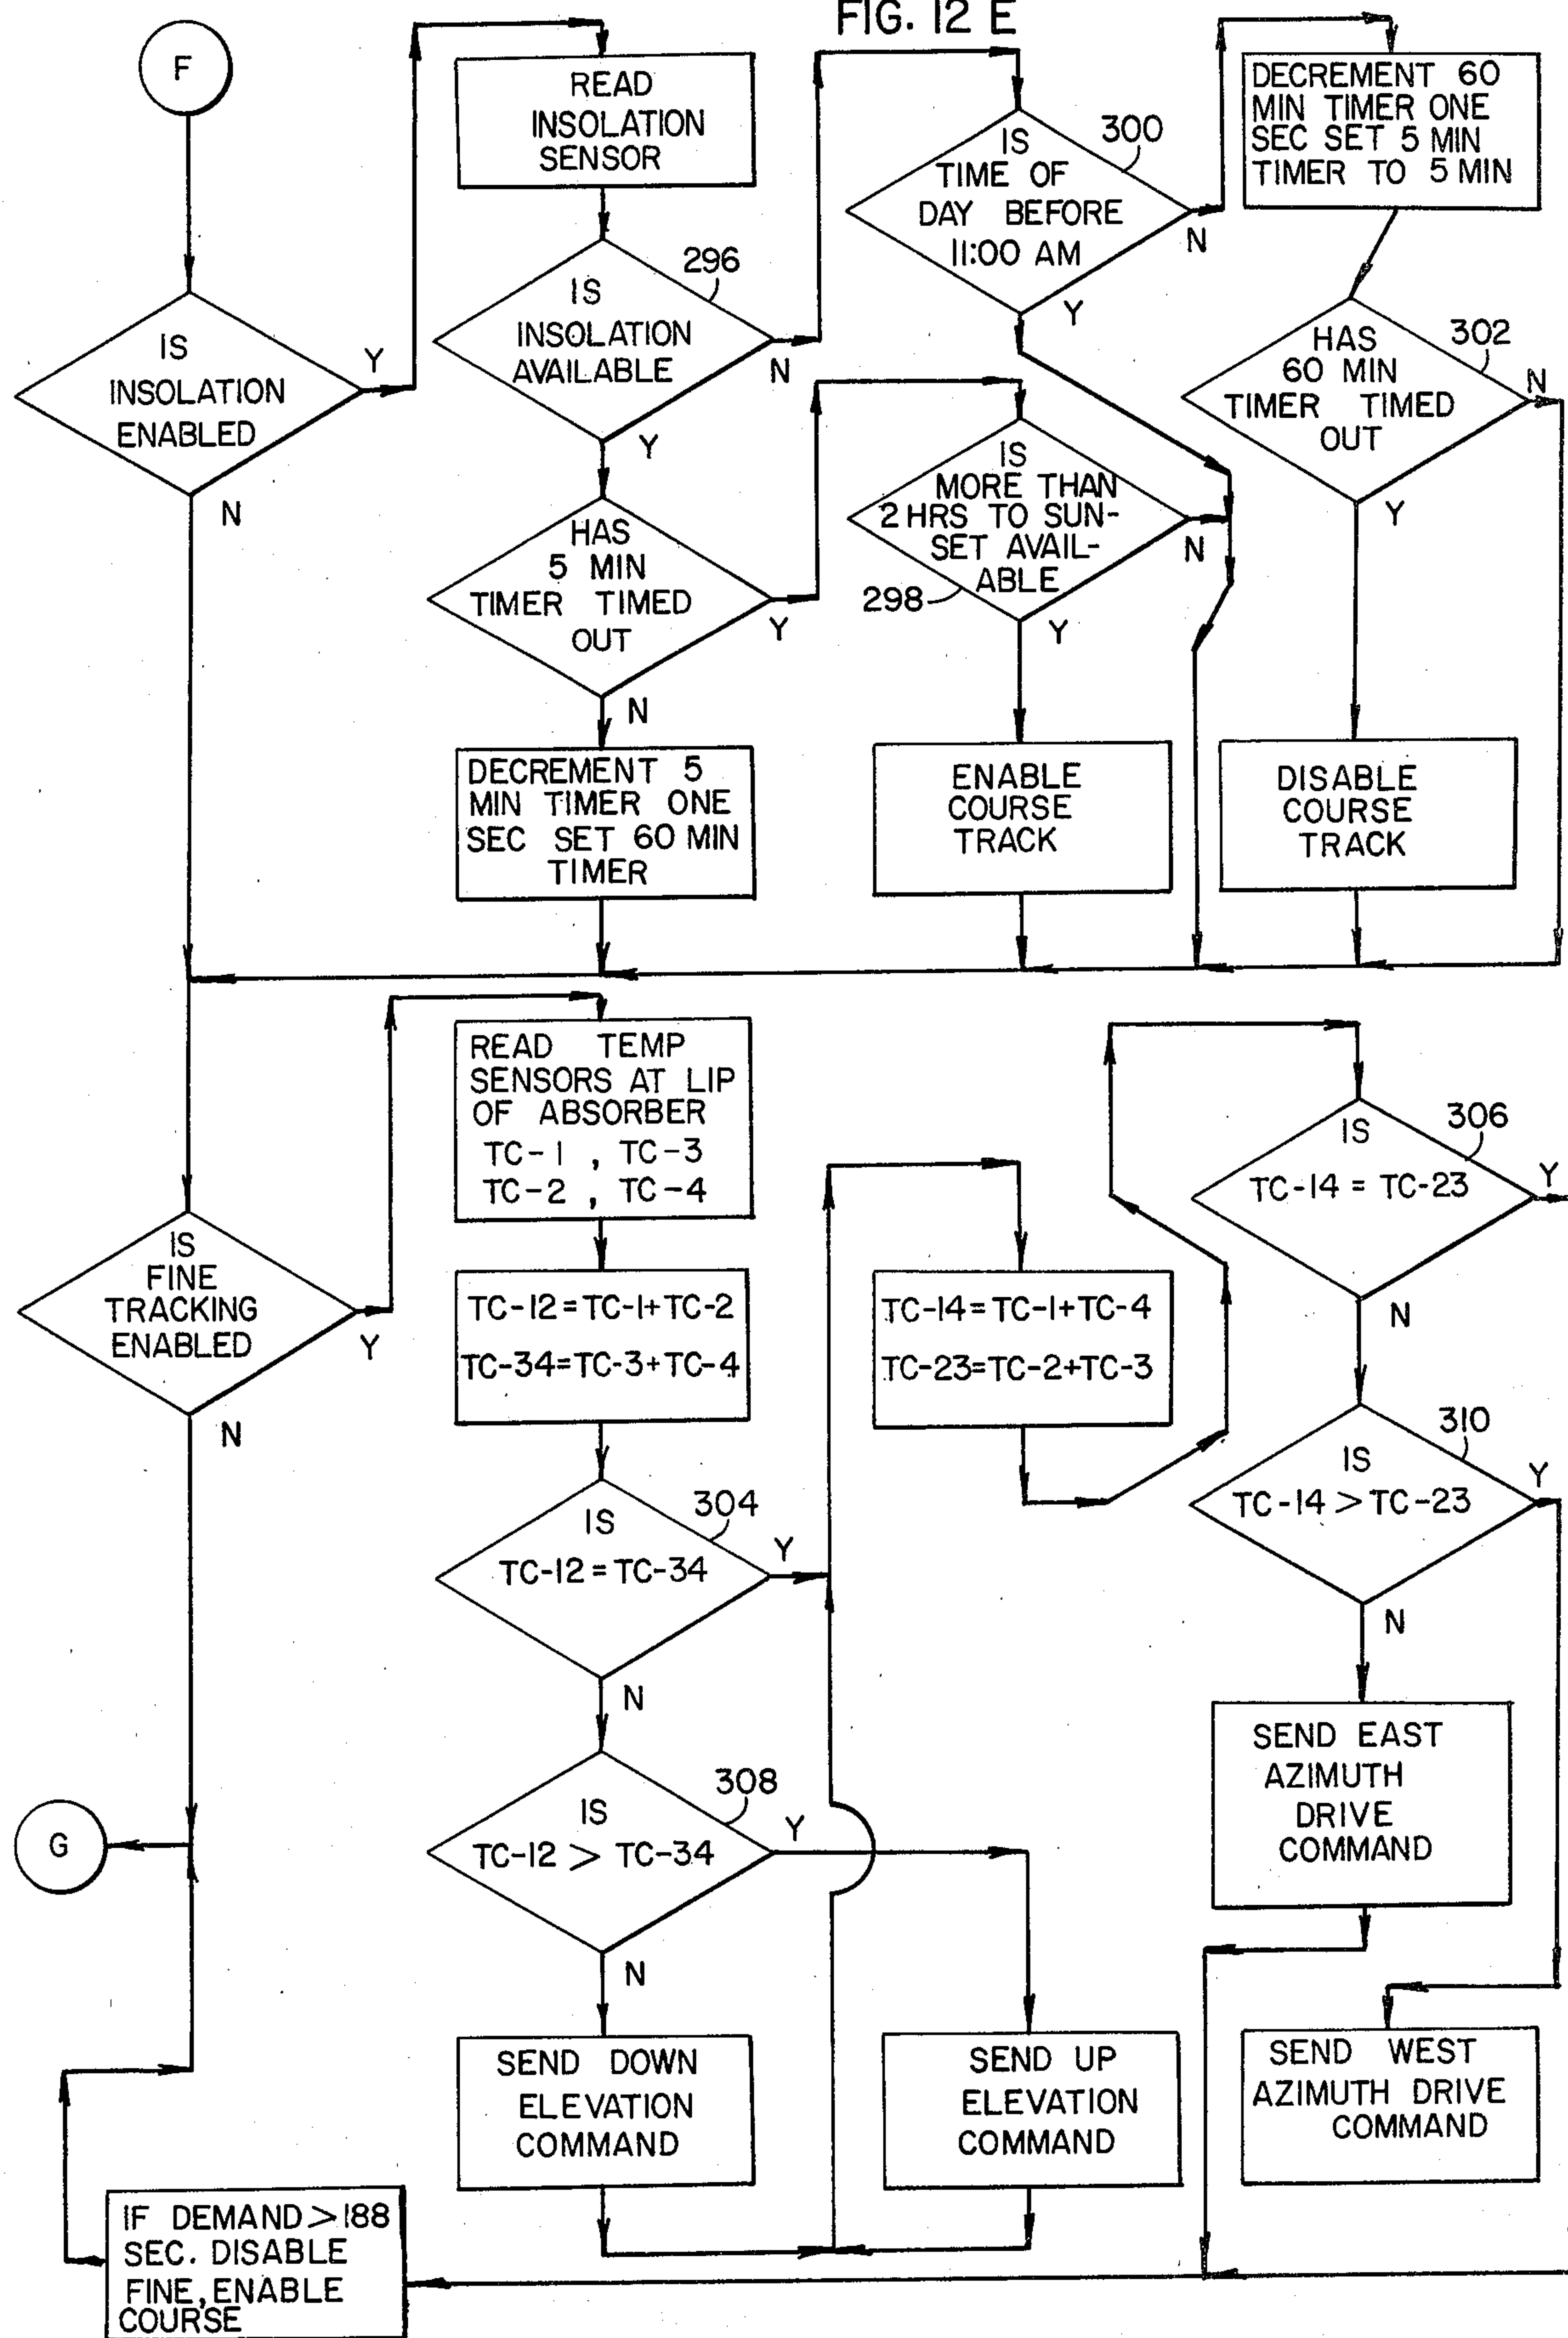 FIG. 12 E
F
IS
INSOLATION
ENABLED
Y
N
READ
INSOLATION
SENSOR
296
IS
INSOLATION
AVAILABLE
N
Y
HAS
5 MIN
TIMER TIMED
OUT
Y
N
DECREMENT 5
MIN TIMER ONE
SEC SET 60 MIN
TIMER
300
IS
TIME OF
DAY BEFORE
11:00 AM
N
Y
IS
MORE THAN
2 HRS TO SUN-
SET AVAIL-
ABLE
298
N
Y
ENABLE
COURSE
TRACK
DECREMENT 60
MIN TIMER ONE
SEC SET 5 MIN
TIMER TO 5 MIN
302
HAS
60 MIN
TIMER TIMED
OUT
N
Y
DISABLE
COURSE
TRACK
IS
FINE
TRACKING
ENABLED
Y
N
READ TEMP
SENSORS AT LIP
OF ABSORBER
TC-1 , TC-3
TC-2 , TC-4
TC-12=TC-1+TC-2
TC-34=TC-3+TC-4
304
IS
TC-12=TC-34
Y
N
308
IS
TC-12 > TC-34
Y
N
SEND DOWN
ELEVATION
COMMAND
SEND UP
ELEVATION
COMMAND
TC-14=TC-1+TC-4
TC-23=TC-2+TC-3
306
IS
TC-14 = TC-23
Y
N
310
IS
TC-14 > TC-23
Y
N
SEND EAST
AZIMUTH
DRIVE
COMMAND
SEND WEST
AZIMUTH DRIVE
COMMAND
G
IF DEMAND >188
SEC. DISABLE
FINE, ENABLE
COURSE